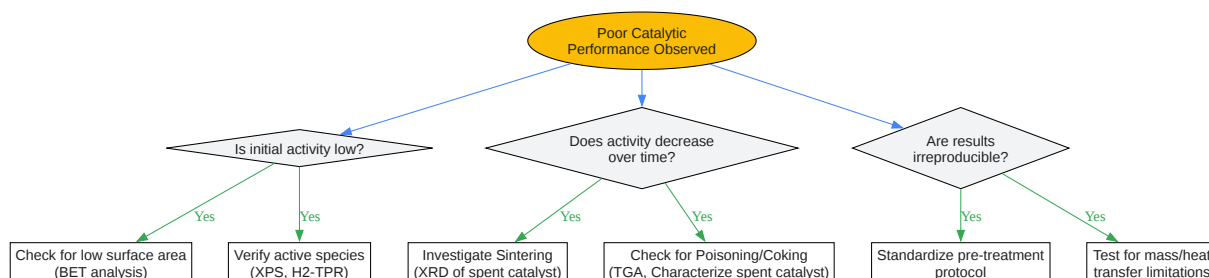 Poor Catalytic
Performance Observed
Is initial activity low?
Does activity decrease
over time?
Are results
irreproducible?
Yes
Yes
Yes
Yes
Yes
Yes
Check for low surface area
(BET analysis)
Verify active species
(XPS, H2-TPR)
Investigate Sintering
(XRD of spent catalyst)
Check for Poisoning/Coking
(TGA, Characterize spent catalyst)
Standardize pre-treatment
protocol
Test for mass/heat
transfer limitations